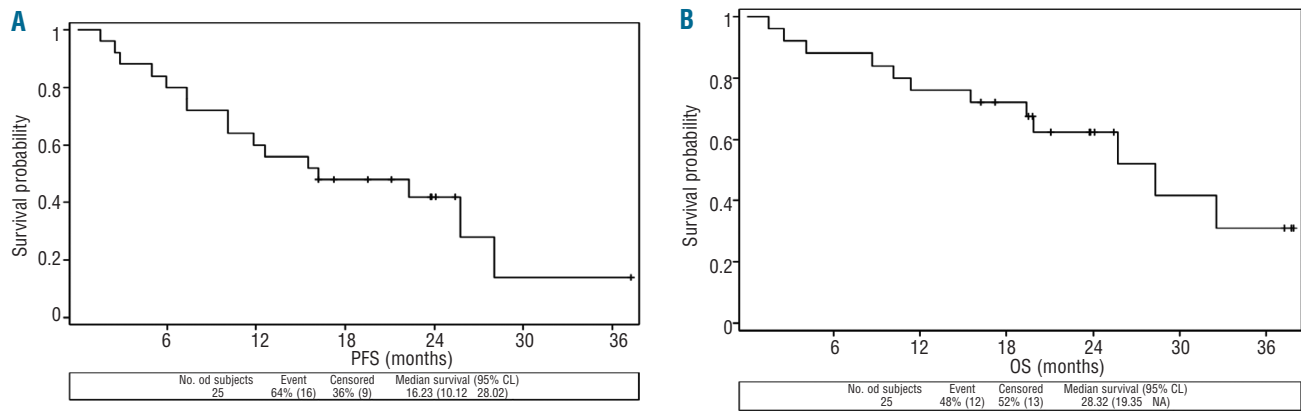 A
Survival probability
1
0.8
0.6
0.4
0.2
0
6 12 18 24 30 36
PFS (months)
No. od subjects Event Censored Median survival (95% CL)
25 64% (16) 36% (9) 16.23 (10.12 28.02)
B
Survival probability
1
0.8
0.6
0.4
0.2
0
6 12 18 24 30 36
OS (months)
No. of subjects Event Censored Median survival (95% CL)
25 48% (12) 52% (13) 28.32 (19.35 NA)